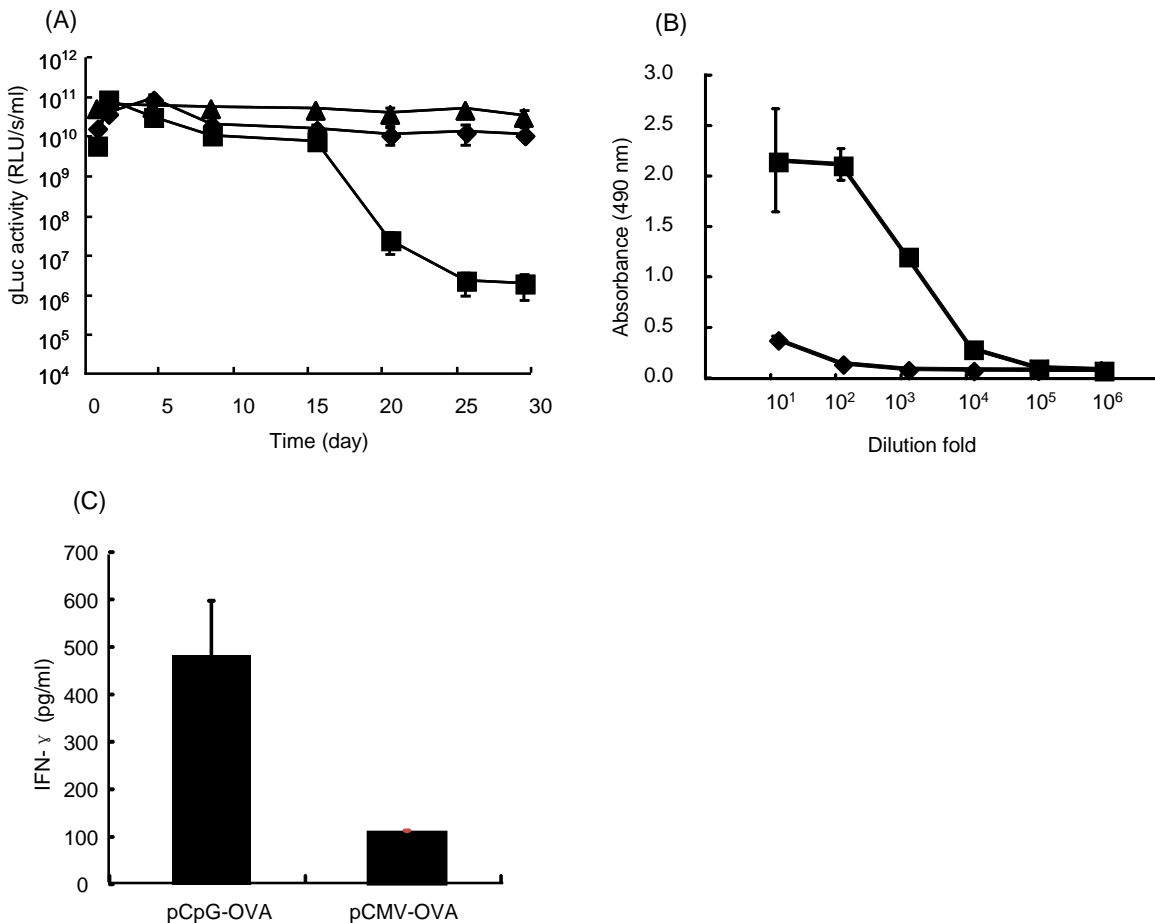 (A)
10¹²
10¹¹
10¹⁰
10⁹
10⁸
10⁷
10⁶
10⁵
10⁴
gLuc activity (RLU/s/ml)
0 5 10 15 20 25 30
Time (day)
(B)
3.0
2.5
2.0
1.5
1.0
0.5
0.0
Absorbance (490 nm)
10¹ 10² 10³ 10⁴ 10⁵ 10⁶
Dilution fold
(C)
700
600
500
400
300
200
100
0
IFN- γ (pg/ml)
pCpG-OVA pCMV-OVA